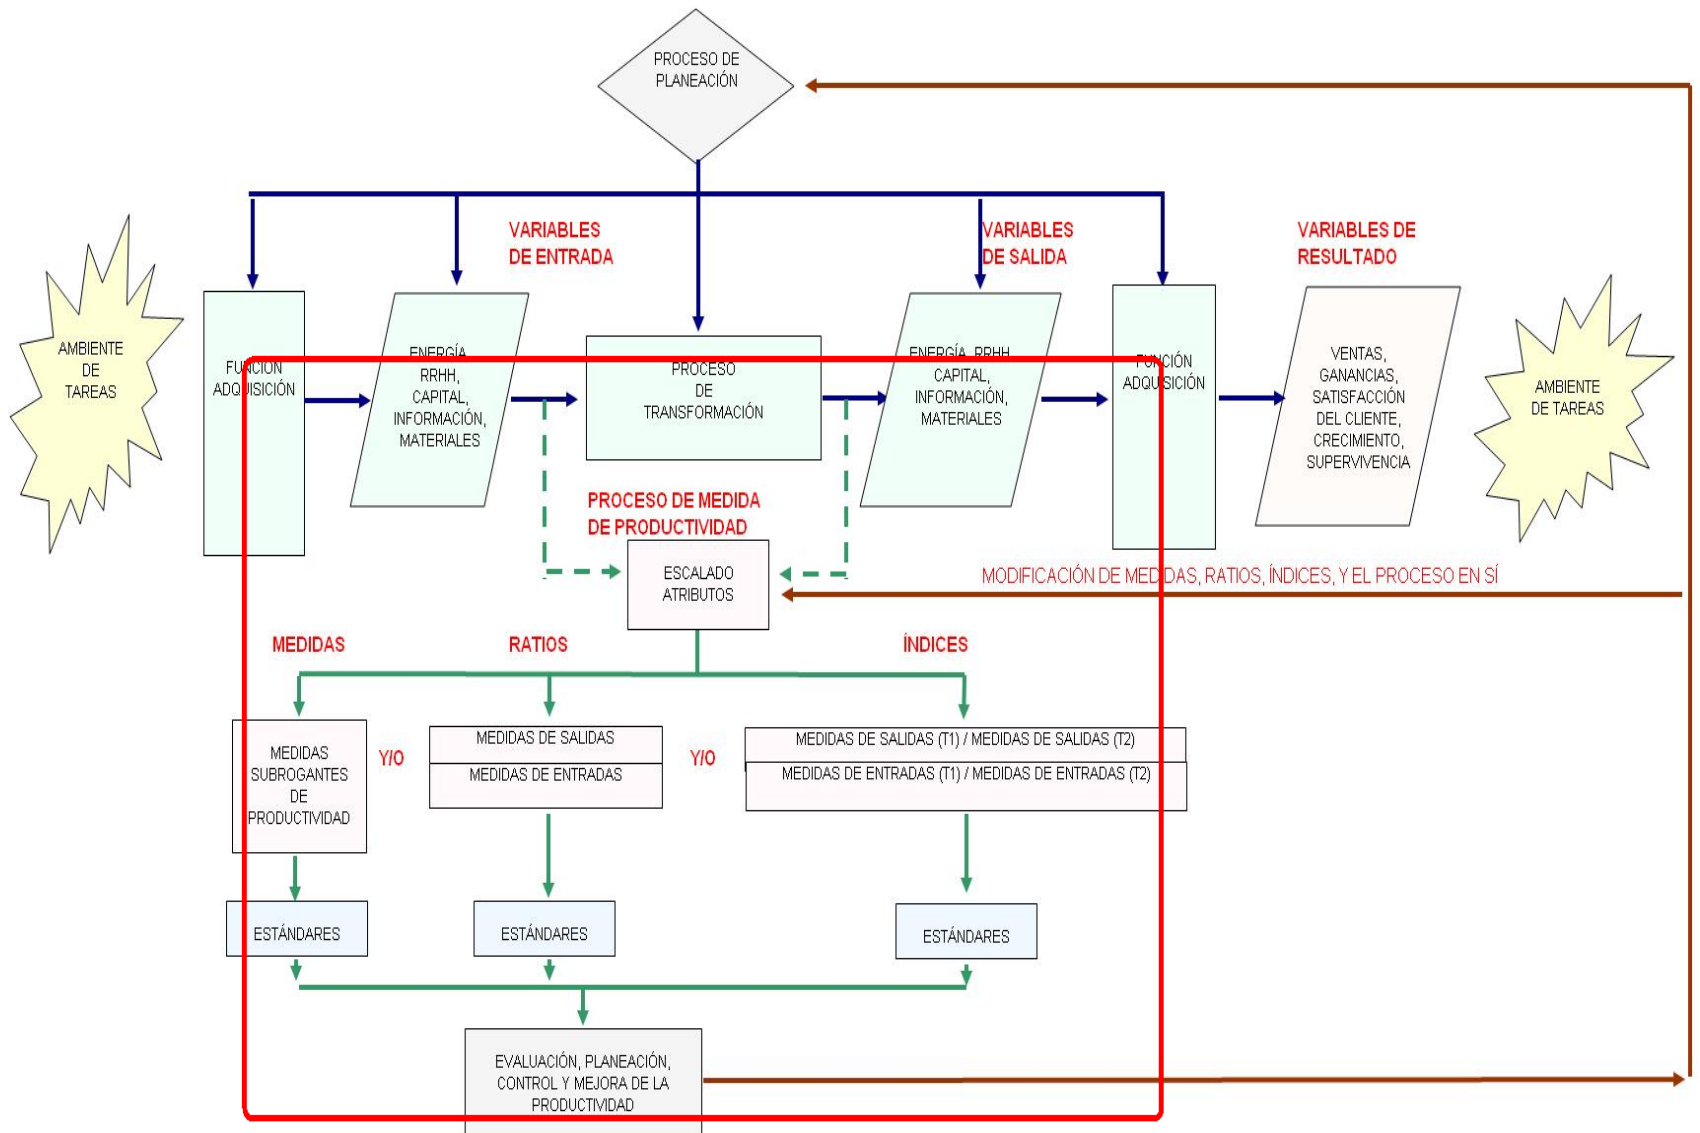 PROCESO DE
PLANEACIÓN
VARIABLES
DE ENTRADA
VARIABLES
DE SALIDA
VARIABLES DE
RESULTADO
AMBIENTE
DE
TAREAS
FUNCIÓN
ADQUISICIÓN
ENERGÍA,
RRHH,
CAPITAL,
INFORMACIÓN,
MATERIALES
PROCESO
DE
TRANSFORMACIÓN
ENERGÍA, RRHH,
CAPITAL,
INFORMACIÓN,
MATERIALES
FUNCIÓN
ADQUISICIÓN
VENTAS,
GANANCIAS,
SATISFACCIÓN
DEL CLIENTE,
CRECIMIENTO,
SUPERVIVENCIA
AMBIENTE
DE TAREAS
PROCESO DE MEDIDA
DE PRODUCTIVIDAD
ESCALADO
ATRIBUTOS
MODIFICACIÓN DE MEDIDAS, RATIOS, ÍNDICES, Y EL PROCESO EN SÍ
MEDIDAS
RATIOS
ÍNDICES
MEDIDAS
SUBROGANTES
DE
PRODUCTIVIDAD
Y/O
MEDIDAS DE SALIDAS
MEDIDAS DE ENTRADAS
Y/O
MEDIDAS DE SALIDAS (T1) / MEDIDAS DE SALIDAS (T2)
MEDIDAS DE ENTRADAS (T1) / MEDIDAS DE ENTRADAS (T2)
ESTÁNDARES
ESTÁNDARES
ESTÁNDARES
EVALUACIÓN, PLANEACIÓN,
CONTROL Y MEJORA DE LA
PRODUCTIVIDAD